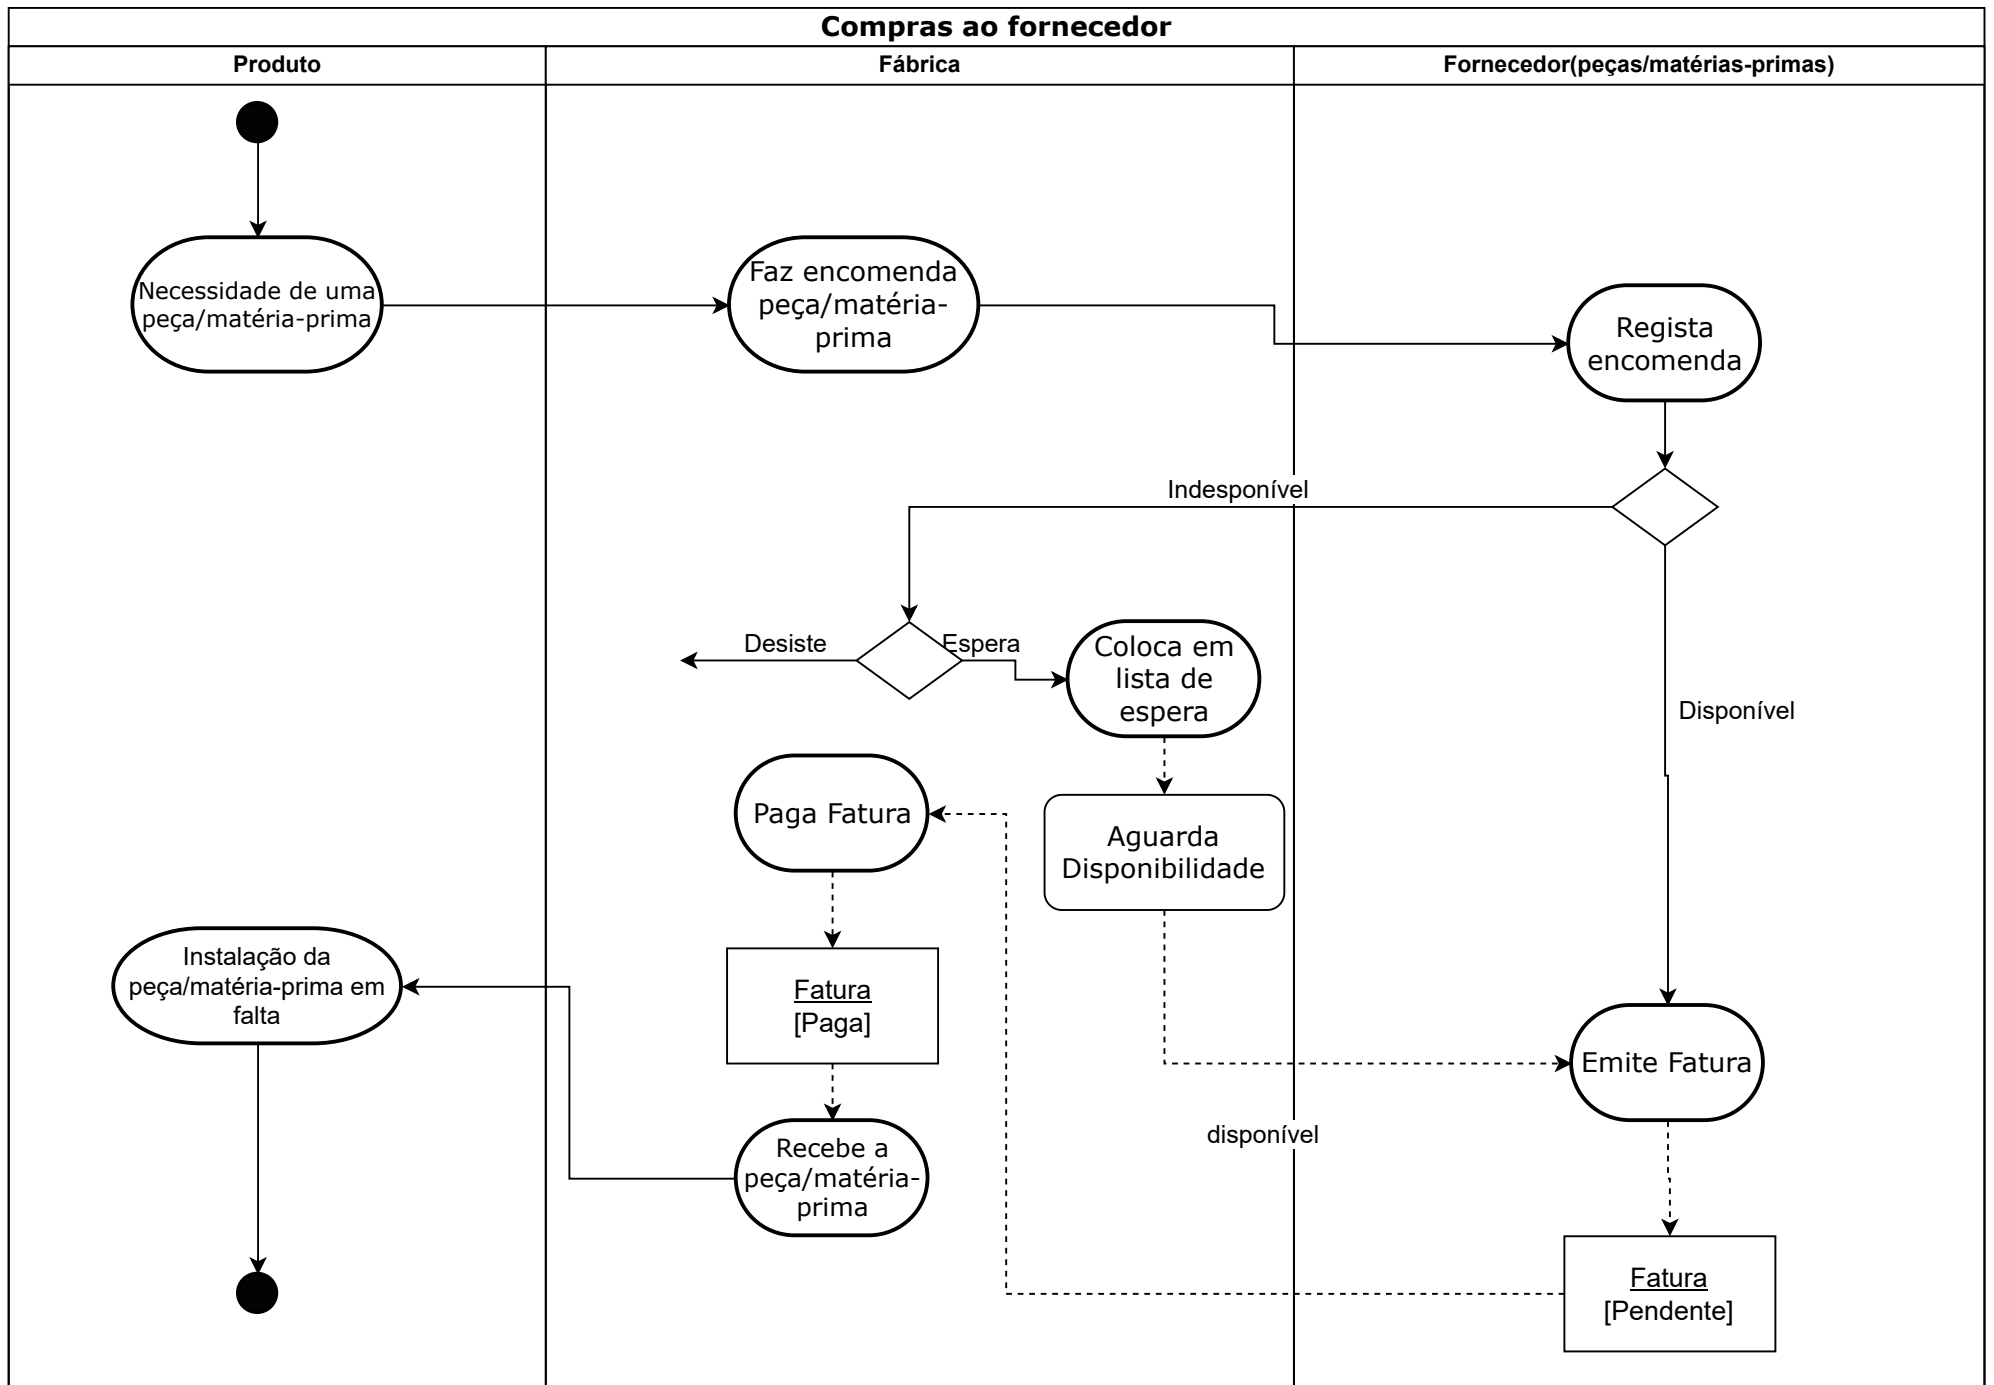 Compras ao fornecedor
Produto
Fábrica
Fornecedor(peças/matérias-primas)
Necessidade de uma
peça/matéria-prima
Faz encomenda
peça/matéria-
prima
Regista
encomenda
Indesponível
Desiste
Espera
Coloca em
lista de
espera
Disponível
Paga Fatura
Aguarda
Disponibilidade
Instalação da
peça/matéria-prima em
falta
Fatura
[Paga]
Emite Fatura
disponível
Recebe a
peça/matéria-
prima
Fatura
[Pendente]